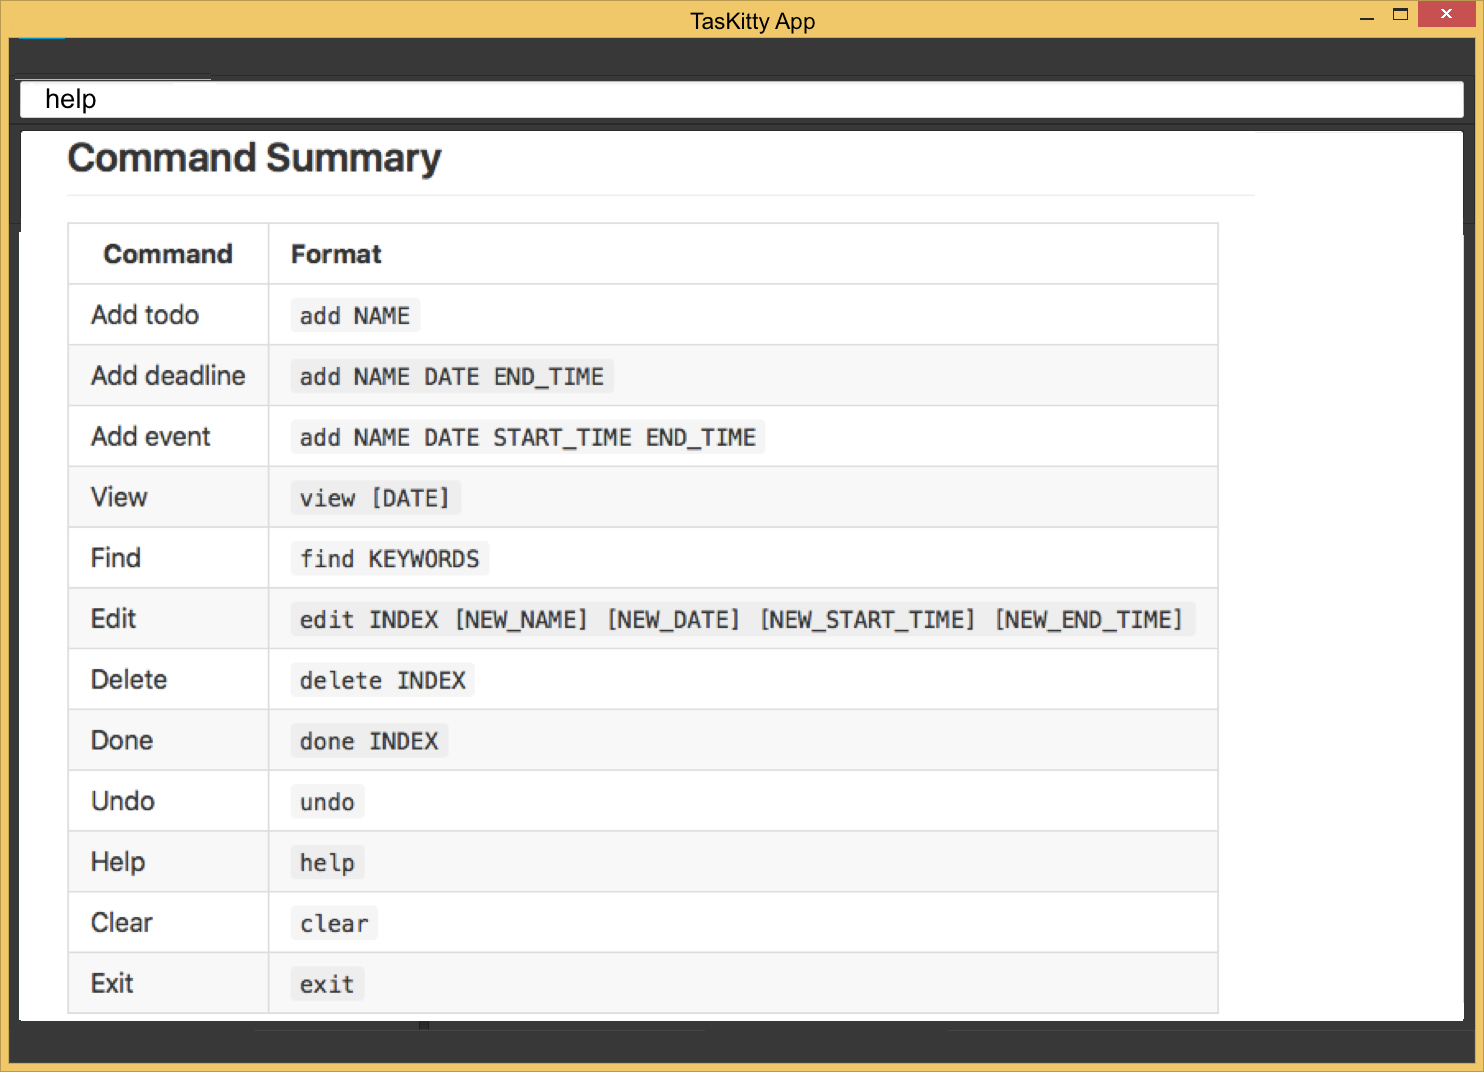 TasKitty App
help
Command Summary
Command Format
Add todo add NAME
Add deadline add NAME DATE END_TIME
Add event add NAME DATE START_TIME END_TIME
View view [DATE]
Find find KEYWORDS
Edit edit INDEX [NEW_NAME] [NEW_DATE] [NEW_START_TIME] [NEW_END_TIME]
Delete delete INDEX
Done done INDEX
Undo undo
Help help
Clear clear
Exit exit